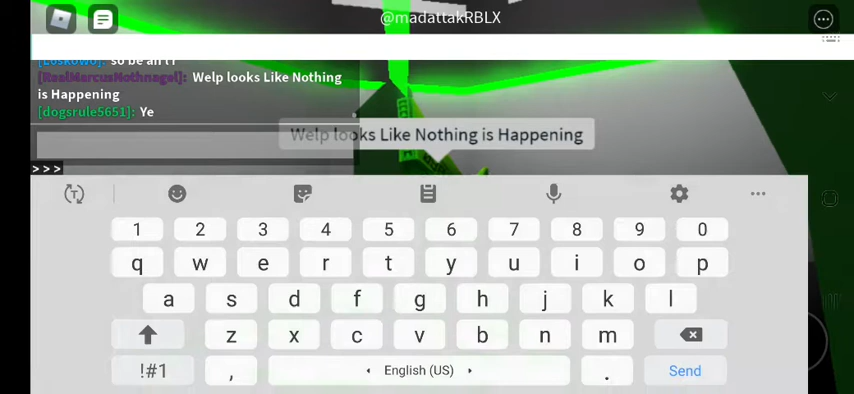 @madattakRBLX
so be
[RealMarcusNothnagel]: Welp looks Like Nothing
is Happening
[dogsrule5651]: Ye
Welp looks Like Nothing is Happening
>>>
1 2 3 4 5 6 7 8 9 0
q w e r t y u i o p
a s d f g h j k l
z x c v b n m
!#1 , English (US) . Send